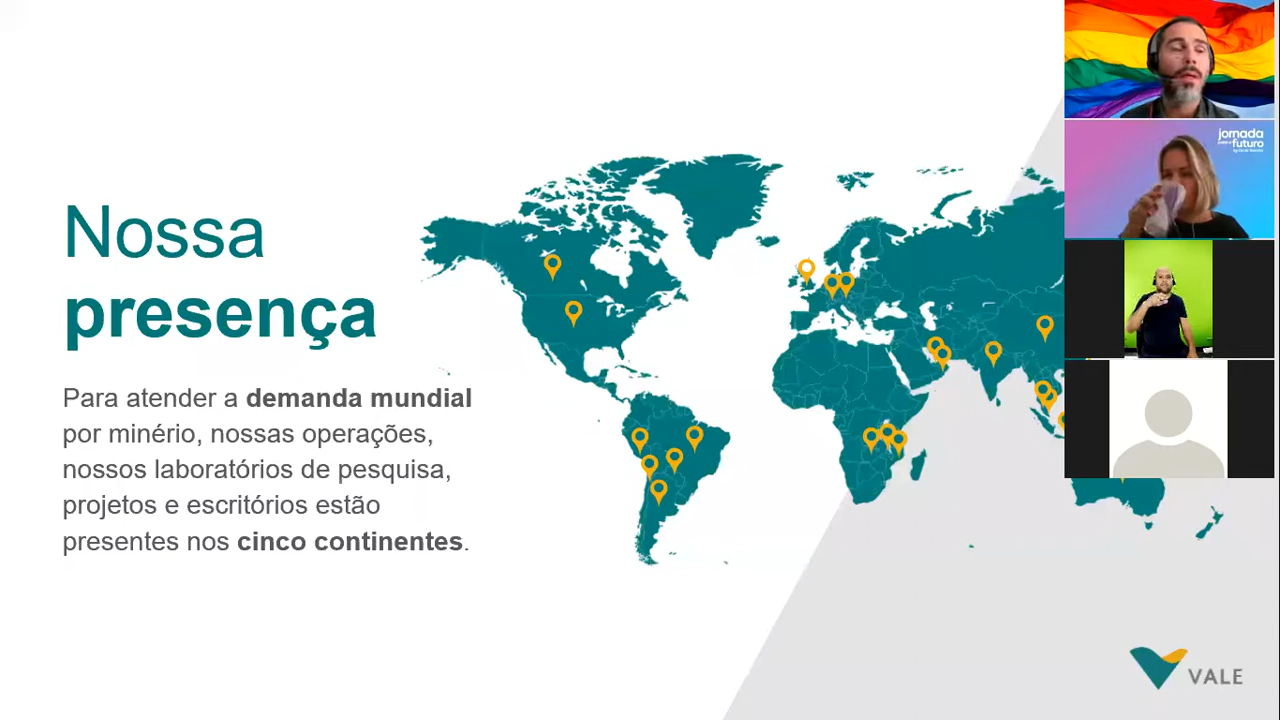 Nossa
presença
Para atender a demanda mundial
por minério, nossas operações,
nossos laboratórios de pesquisa,
projetos e escritórios estão
presentes nos cinco continentes.
jornada
futuro
VALE